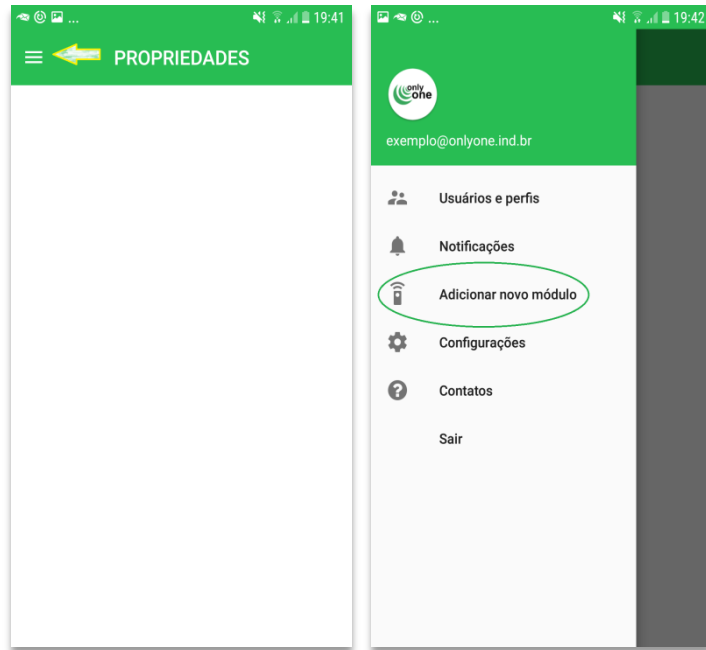 ... 19:41
PROPRIEDADES
... 19:42
only
one
exemplo@onlyone.ind.br
Usuários e perfis
Notificações
Adicionar novo módulo
Configurações
Contatos
Sair